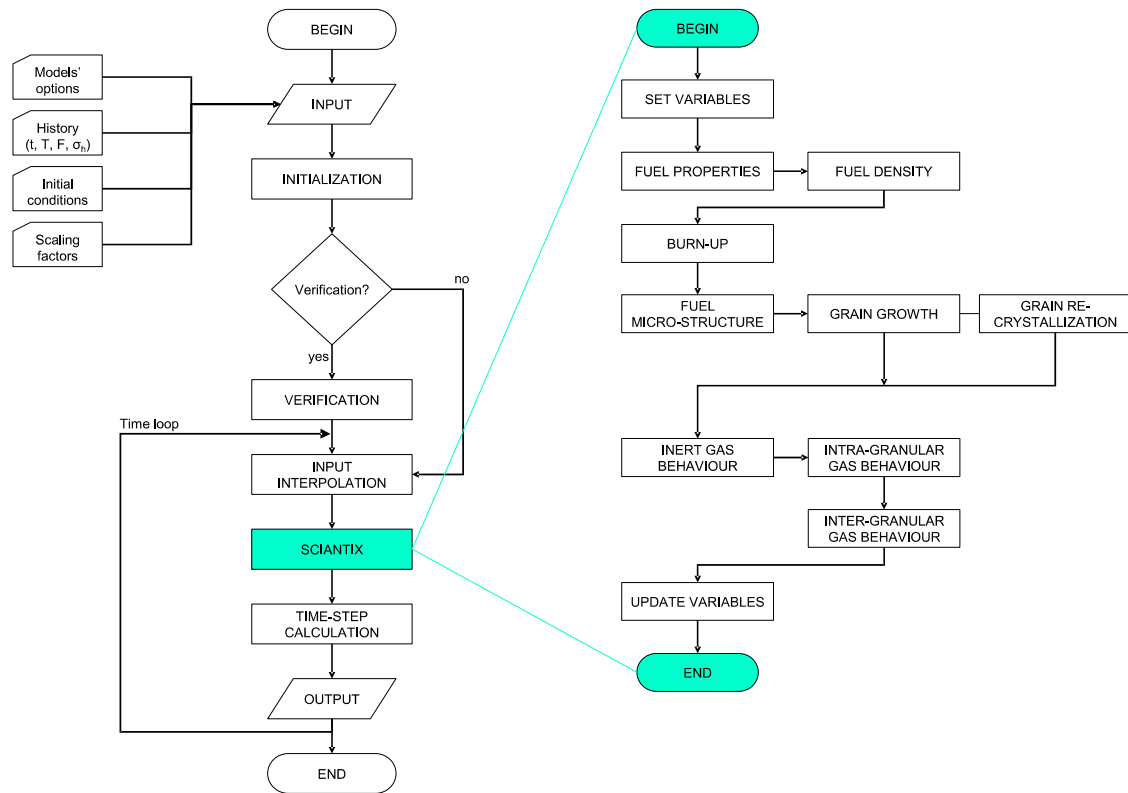 BEGIN
Models'
options
History
(t, T, F, σh)
Initial
conditions
Scaling
factors
INPUT
INITIALIZATION
Verification?
no
yes
VERIFICATION
Time loop
INPUT
INTERPOLATION
SCIANTIX
TIME-STEP
CALCULATION
OUTPUT
END
BEGIN
SET VARIABLES
FUEL PROPERTIES
FUEL DENSITY
BURN-UP
FUEL
MICRO-STRUCTURE
GRAIN GROWTH
GRAIN RE-
CRYSTALLIZATION
INERT GAS
BEHAVIOUR
INTRA-GRANULAR
GAS BEHAVIOUR
INTER-GRANULAR
GAS BEHAVIOUR
UPDATE VARIABLES
END